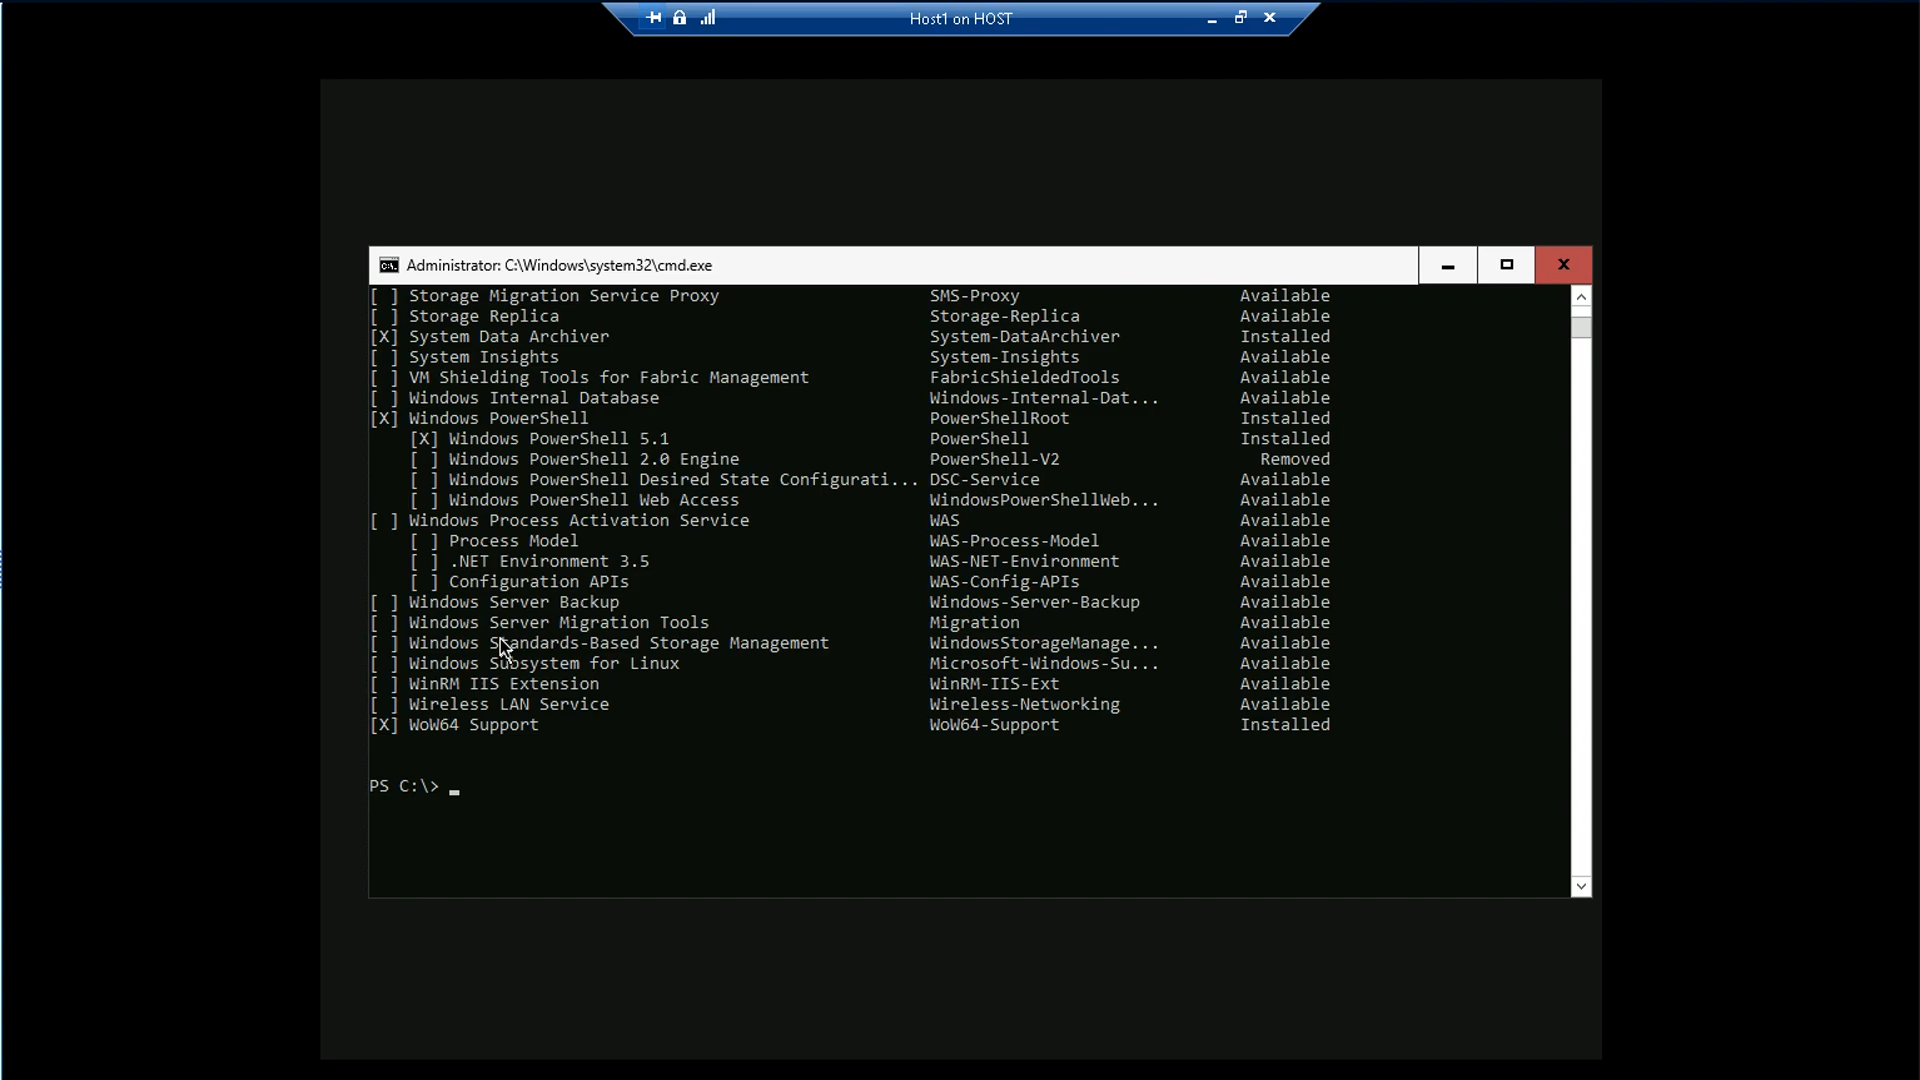 Host1 on HOST
Administrator: C:\Windows\system32\cmd.exe
[ ] Storage Migration Service Proxy SMS-Proxy Available
[ ] Storage Replica Storage-Replica Available
[X] System Data Archiver System-DataArchiver Installed
[ ] System Insights System-Insights Available
[ ] VM Shielding Tools for Fabric Management FabricShieldedTools Available
[ ] Windows Internal Database Windows-Internal-Dat... Available
[X] Windows PowerShell PowerShellRoot Installed
[X] Windows PowerShell 5.1 PowerShell Installed
[ ] Windows PowerShell 2.0 Engine PowerShell-V2 Removed
[ ] Windows PowerShell Desired State Configurati... DSC-Service Available
[ ] Windows PowerShell Web Access WindowsPowerShellWeb... Available
[ ] Windows Process Activation Service WAS Available
[ ] Process Model WAS-Process-Model Available
[ ] .NET Environment 3.5 WAS-NET-Environment Available
[ ] Configuration APIs WAS-Config-APIs Available
[ ] Windows Server Backup Windows-Server-Backup Available
[ ] Windows Server Migration Tools Migration Available
[ ] Windows Standards-Based Storage Management WindowsStorageManage... Available
[ ] Windows Subsystem for Linux Microsoft-Windows-Su... Available
[ ] WinRM IIS Extension WinRM-IIS-Ext Available
[ ] Wireless LAN Service Wireless-Networking Available
[X] WoW64 Support WoW64-Support Installed
PS C:\> _